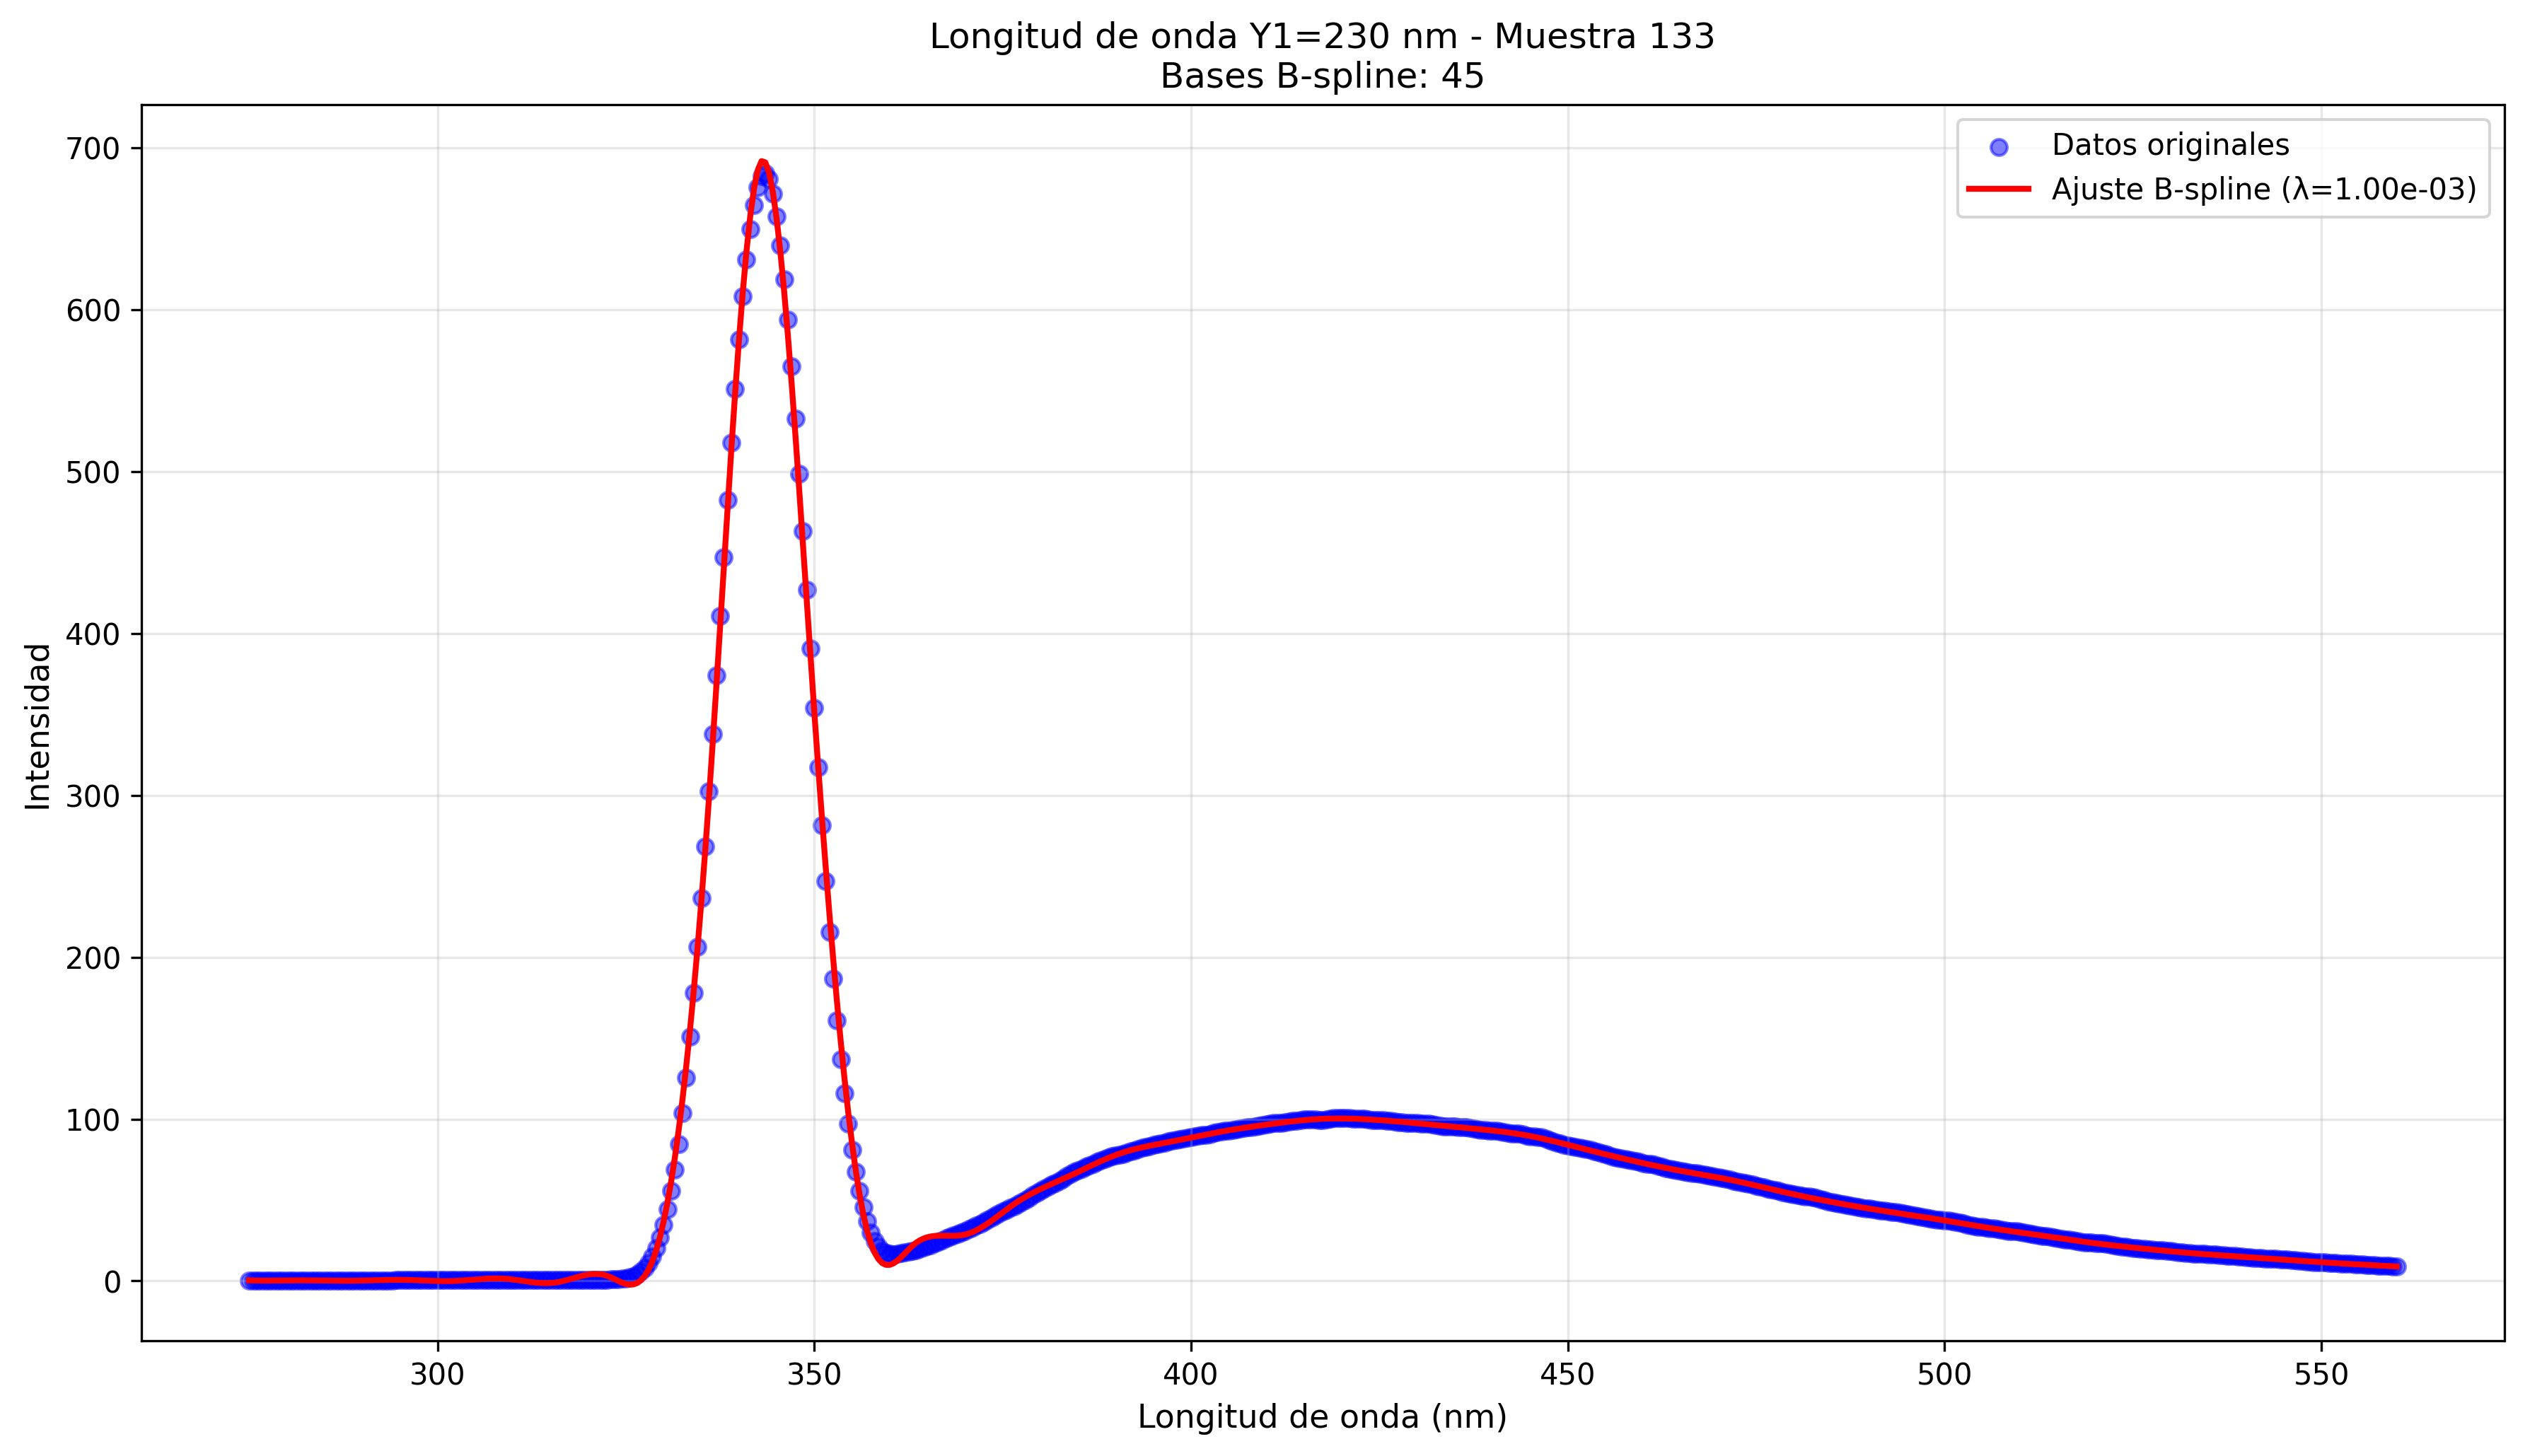 Longitud de onda Y1=230 nm - Muestra 133
Bases B-spline: 45
Datos originales
Ajuste B-spline (λ=1.00e-03)
Intensidad
700
600
500
400
300
200
100
0
300
350
400
450
500
550
Longitud de onda (nm)